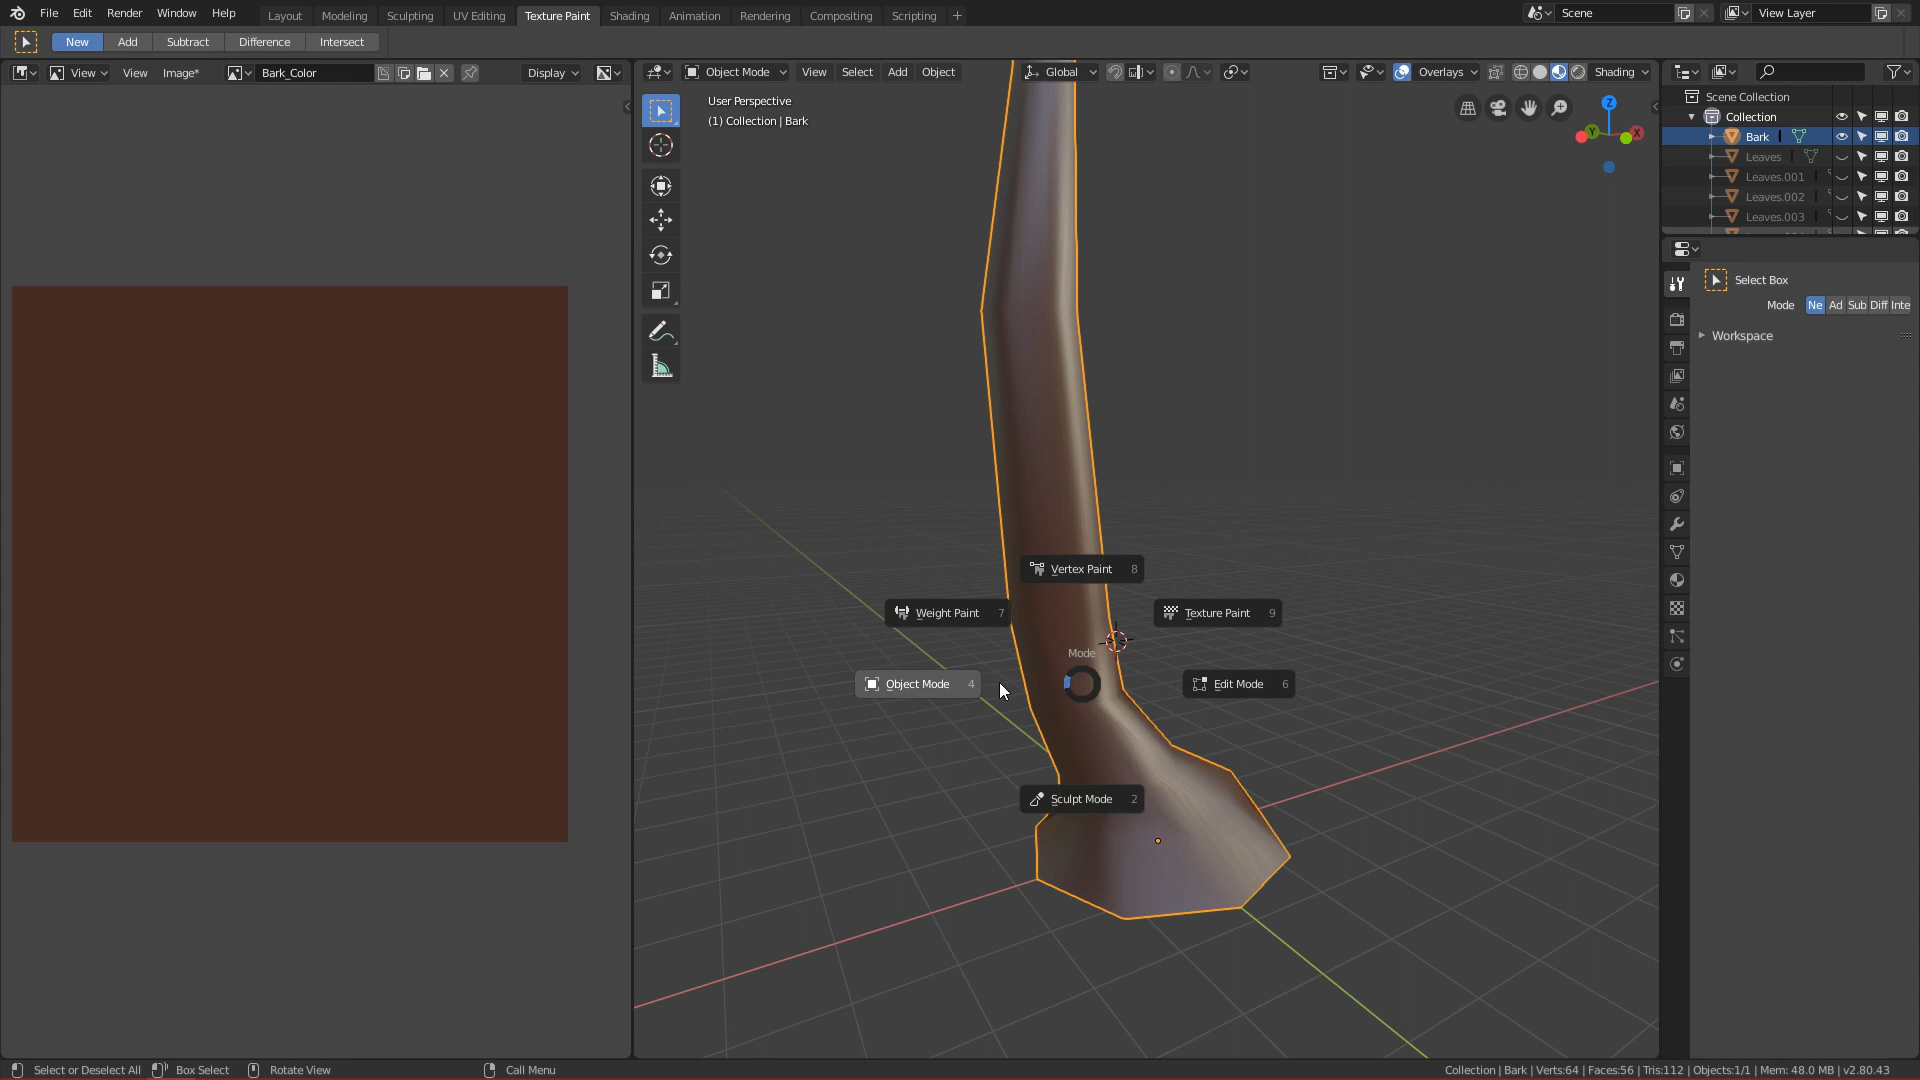 File Edit Render Window Help Layout Modeling Sculpting UV Editing Texture Paint Shading Animation Rendering Compositing Scripting + Scene View Layer
New Add Subtract Difference Intersect
View View Image* Bark_Color Display Object Mode View Select Add Object Global Overlays Shading
User Perspective
(1) Collection | Bark
Z
Y X
Scene Collection
Collection
Bark
Leaves
Leaves.001
Leaves.002
Leaves.003
Select Box
Mode Ne Ad Sub Diff Inte
Workspace
Vertex Paint 8
Weight Paint 7
Texture Paint 9
Mode
Object Mode 4
Edit Mode 6
Sculpt Mode 2
Select or Deselect All Box Select Rotate View Call Menu Collection | Bark | Verts:64 | Faces:56 | Tris:112 | Objects:1/1 | Mem: 48.0 MB | v2.80.43